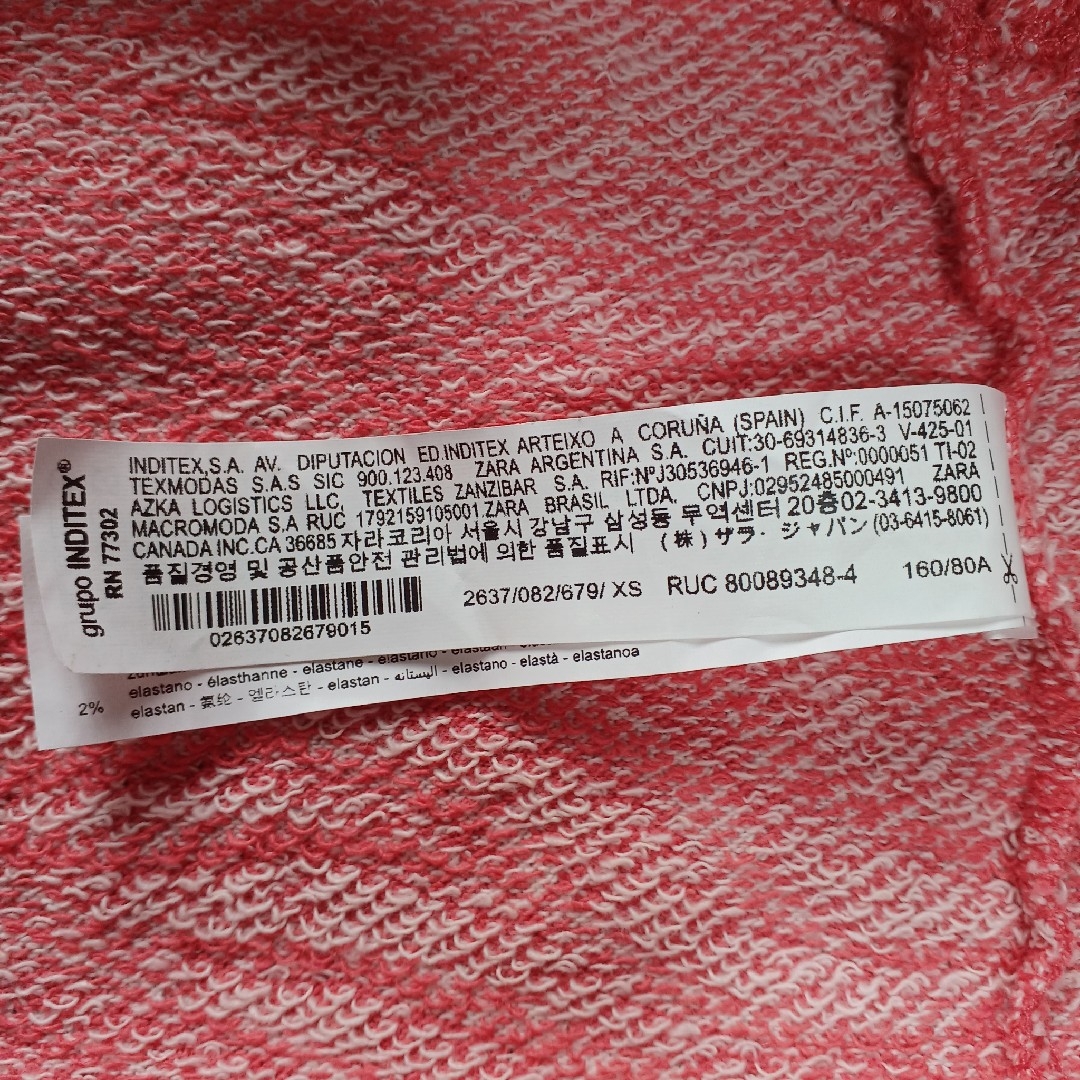 grupo INDITEX®
RN 77302
INDITEX,S.A. AV. DIPUTACION ED.INDITEX ARTEIXO A CORUÑA (SPAIN) C.I.F. A-15075062
TEXMODAS S.A.S SIC 900.123.408 ZARA ARGENTINA S.A. CUIT:30-69314836-3 V-425-01
AZKA LOGISTICS LLC, TEXTILES ZANZIBAR S.A. RIF:NºJ30536946-1 REG.Nº:0000051 TI-02
MACROMODA S.A RUC 1792159105001.ZARA BRASIL LTDA. CNPJ:02952485000491 ZARA
CANADA INC.CA 36685 자라코리아 서울시 강남구 삼성동 무역센터 20층02-3413-9800
품질경영 및 공산품안전 관리법에 의한 품질표시 (株)ザラ・ジャパン(03-6415-8061)
2637/082/679/ XS RUC 80089348-4 160/80A
02637082679015
elastano - élasthanne - elastane - elastano - elastaan
elastan - 氨纶 - 엘라스탄 - elastan - اليستانه - elastano - elastà - elastanoa
2%